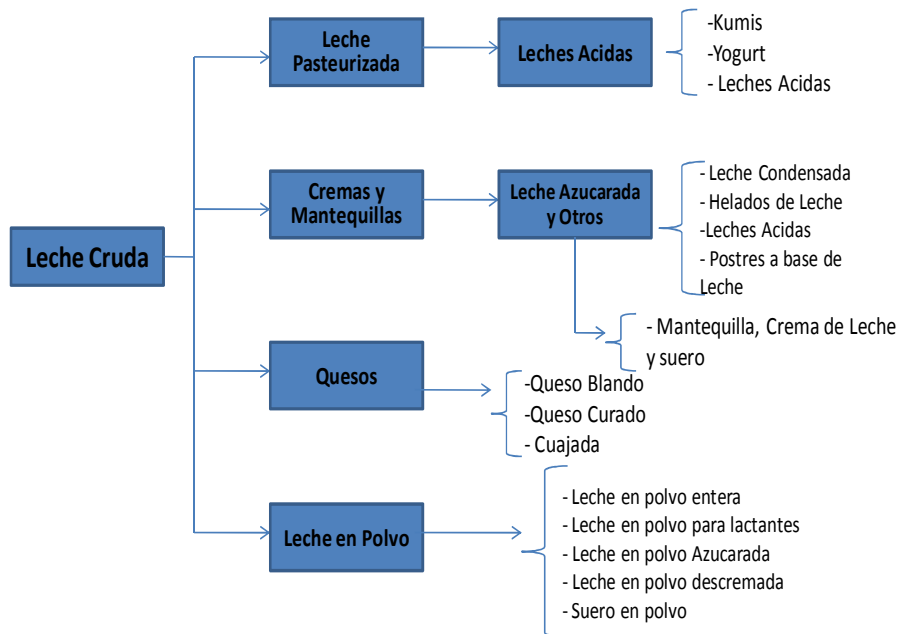 Leche Cruda
Leche
Pasteurizada
Leches Acidas
-Kumis
-Yogurt
- Leches Acidas
Cremas y
Mantequillas
Leche Azucarada
y Otros
- Leche Condensada
- Helados de Leche
-Leches Acidas
- Postres a base de
Leche
- Mantequilla, Crema de Leche
y suero
Quesos
-Queso Blando
-Queso Curado
- Cuajada
Leche en Polvo
- Leche en polvo entera
- Leche en polvo para lactantes
- Leche en polvo Azucarada
- Leche en polvo descremada
- Suero en polvo